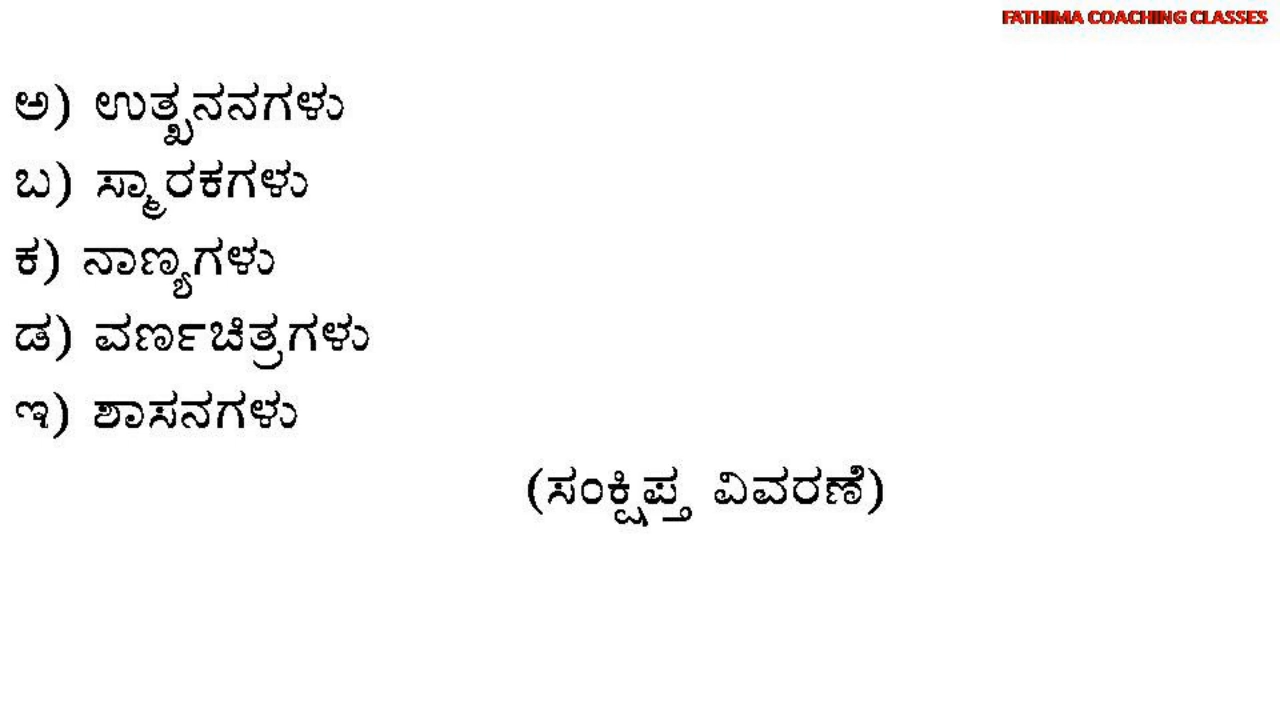 FATHIMA COACHING CLASSES
ಅ) ಉತ್ಖನನಗಳು
ಬ) ಸ್ಮಾರಕಗಳು
ಕ) ನಾಣ್ಯಗಳು
ಡ) ವರ್ಣಚಿತ್ರಗಳು
ಇ) ಶಾಸನಗಳು
(ಸಂಕ್ಷಿಪ್ತ ವಿವರಣೆ)